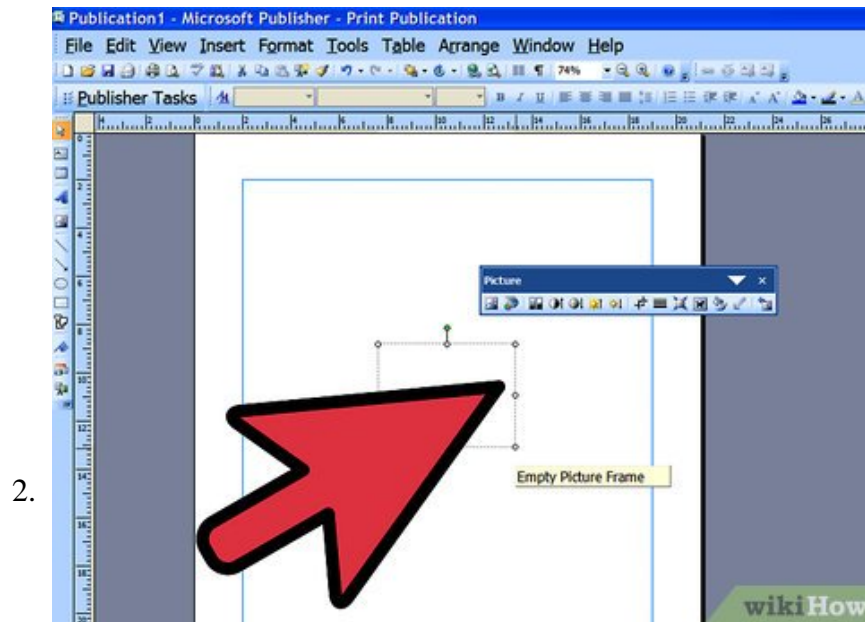 Publication1 - Microsoft Publisher - Print Publication
File Edit View Insert Format Tools Table Arrange Window Help
74%
Publisher Tasks
Picture
Empty Picture Frame
2.
wikiHow